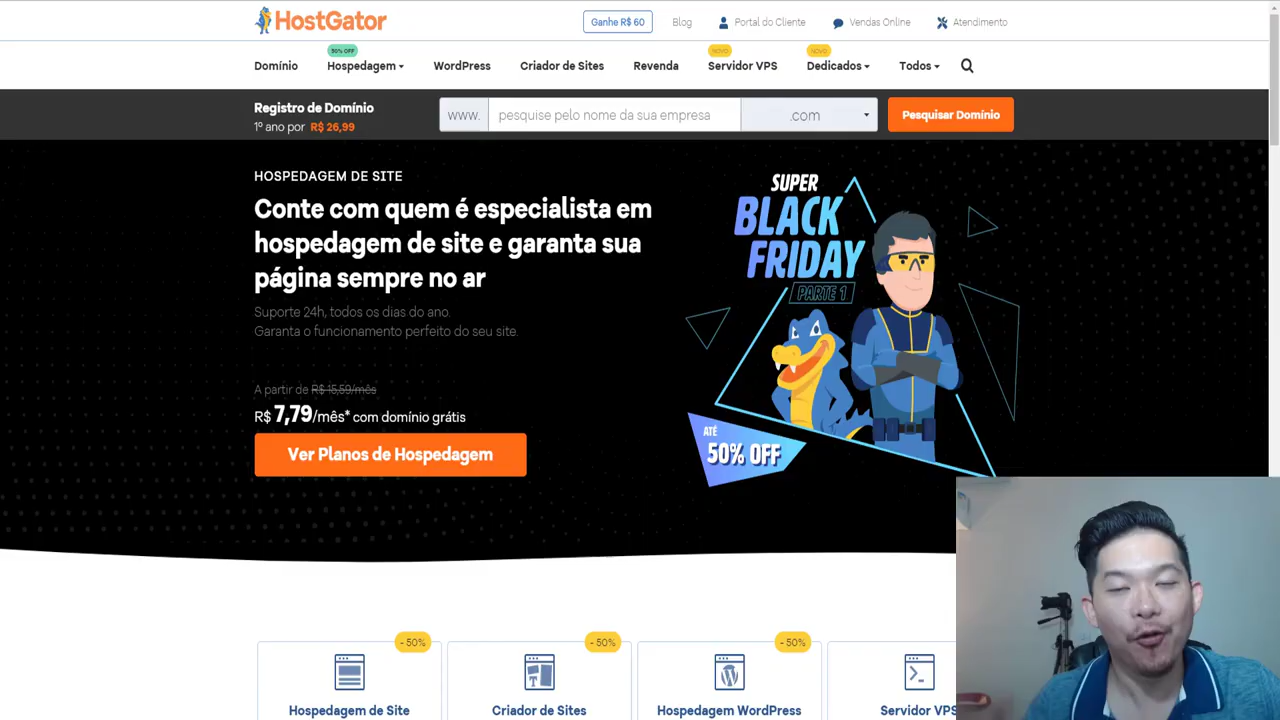 HostGator
Ganhe R$ 60
Blog
Portal do Cliente
Vendas Online
Atendimento
50% OFF
NOVO
NOVO
Domínio
Hospedagem
WordPress
Criador de Sites
Revenda
Servidor VPS
Dedicados
Todos
Registro de Domínio
1º ano por R$ 26,99
www.
pesquise pelo nome da sua empresa
.com
Pesquisar Domínio
HOSPEDAGEM DE SITE
Conte com quem é especialista em
hospedagem de site e garanta sua
página sempre no ar
Suporte 24h, todos os dias do ano.
Garanta o funcionamento perfeito do seu site.
A partir de R$ 15,59/mês
R$ 7,79/mês* com domínio grátis
Ver Planos de Hospedagem
SUPER
BLACK
FRIDAY
PARTE 1
ATÉ
50% OFF
- 50%
- 50%
- 50%
Hospedagem de Site
Criador de Sites
Hospedagem WordPress
Servidor VPS